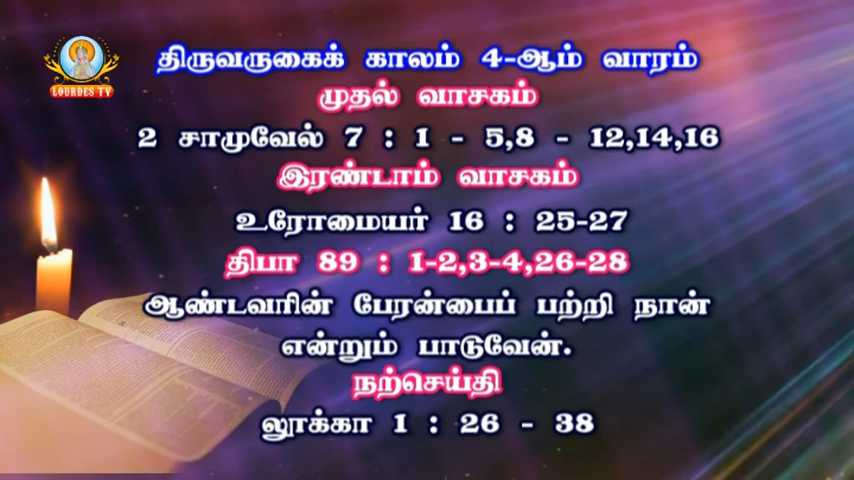 LOURDES TV
திருவருகைக் காலம் 4-ஆம் வாரம்
முதல் வாசகம்
2 சாமுவேல் 7 : 1 - 5,8 - 12,14,16
இரண்டாம் வாசகம்
உரோமையர் 16 : 25-27
திபா 89 : 1-2,3-4,26-28
ஆண்டவரின் பேரன்பைப் பற்றி நான்
என்றும் பாடுவேன்.
நற்செய்தி
லூக்கா 1 : 26 - 38